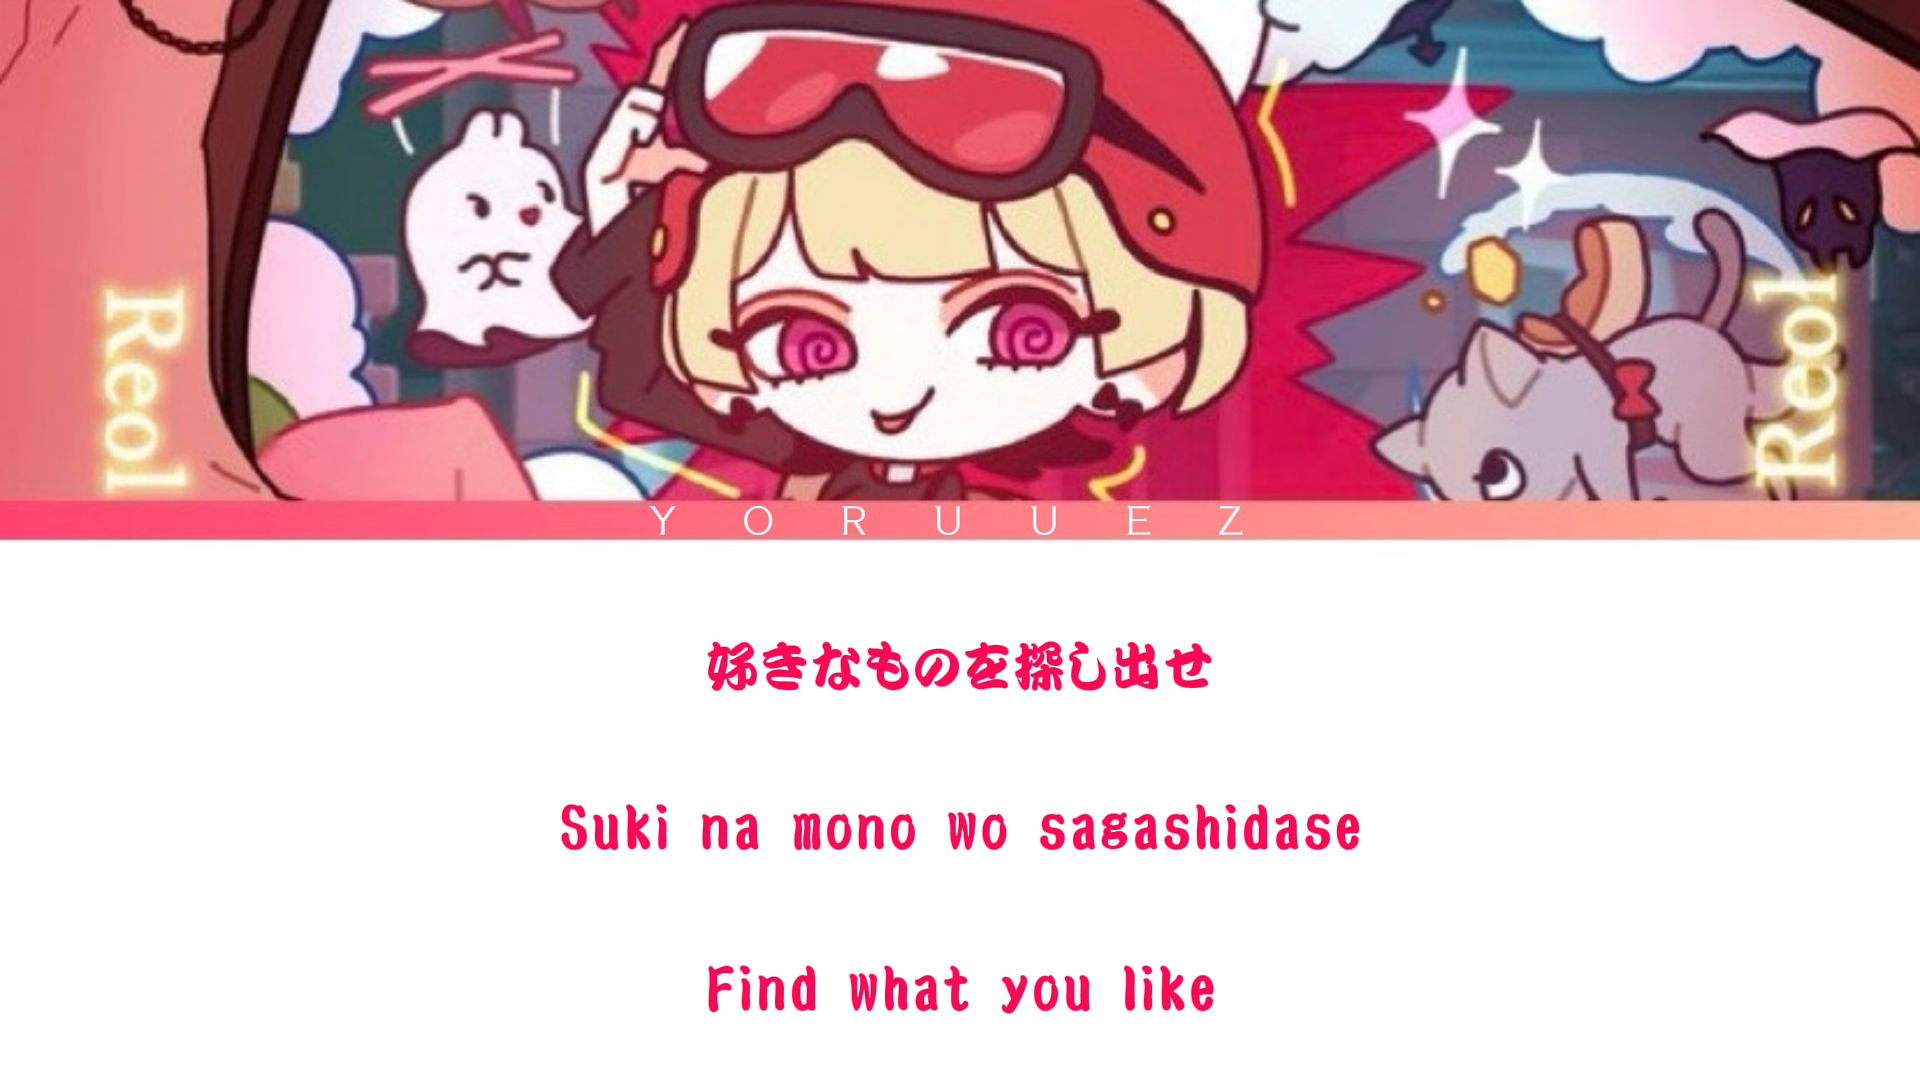 Reol
Reol
YORUUEZ
好きなものを探し出せ
Suki na mono wo sagashidase
Find what you like